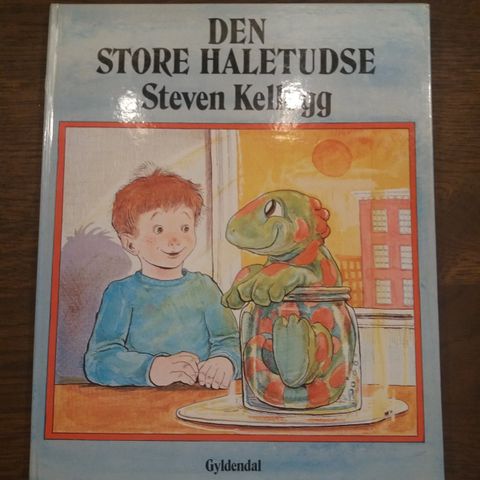 DEN
STORE HALETUDSE
Steven Kellogg
Gyldendal